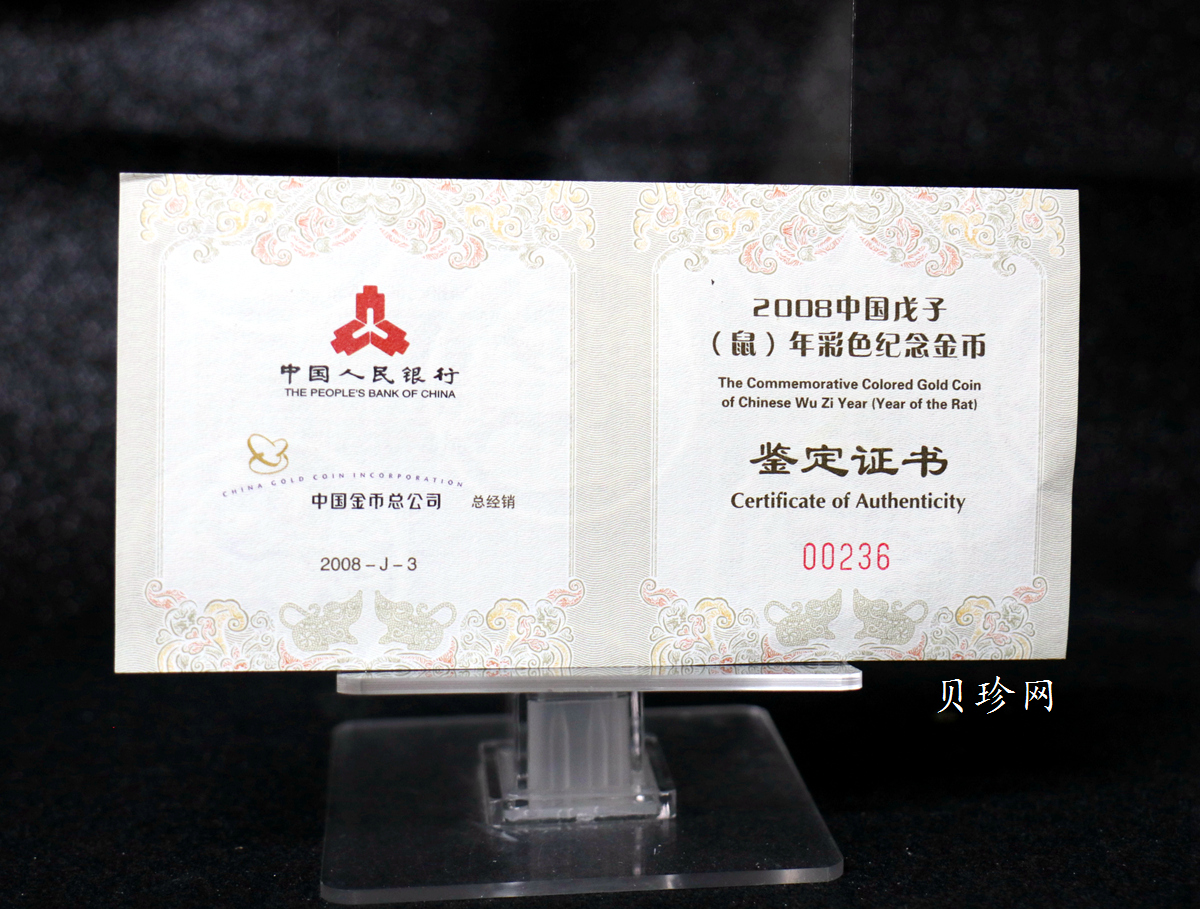 中国人民银行
THE PEOPLE'S BANK OF CHINA
CHINA GOLD COIN INCORPORATION
中国金币总公司 总经销
2008–J–3
2008中国戊子
（鼠）年彩色纪念金币
The Commemorative Colored Gold Coin
of Chinese Wu Zi Year (Year of the Rat)
鉴定证书
Certificate of Authenticity
00236
贝珍网